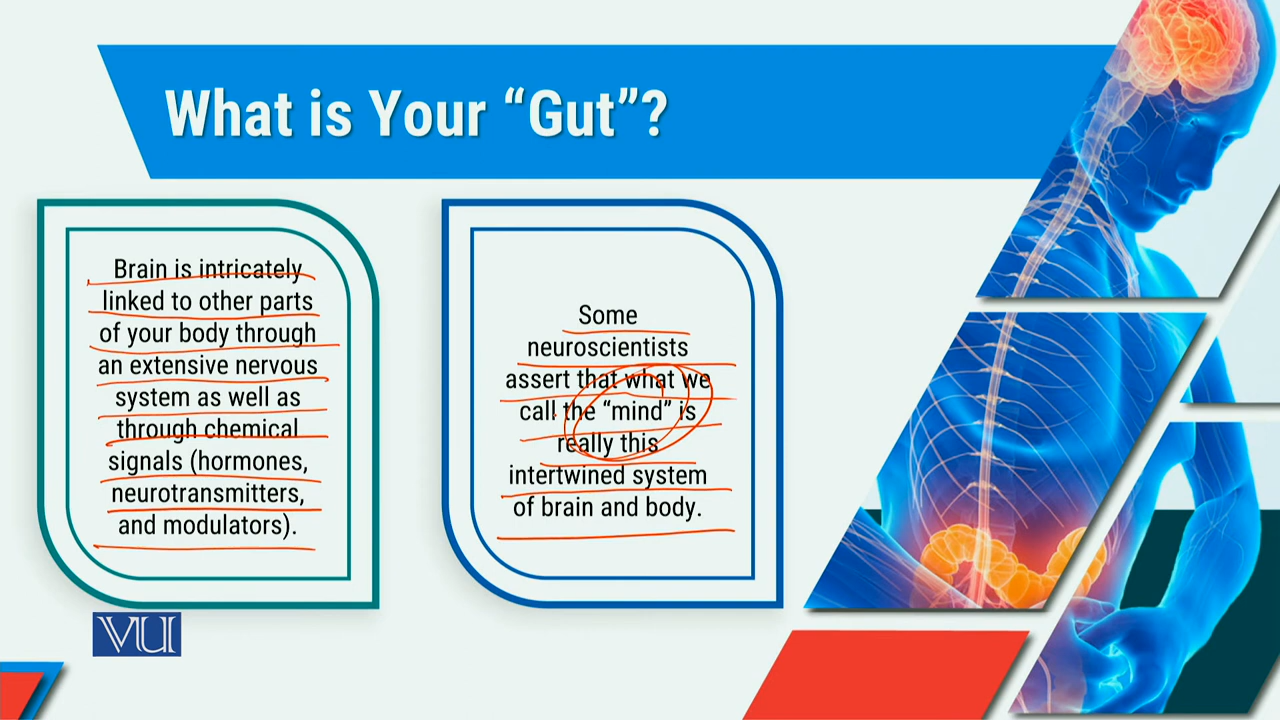 What is Your “Gut”?
Brain is intricately
linked to other parts
of your body through
an extensive nervous
system as well as
through chemical
signals (hormones,
neurotransmitters,
and modulators).
Some
neuroscientists
assert that what we
call the “mind” is
really this
intertwined system
of brain and body.
VU